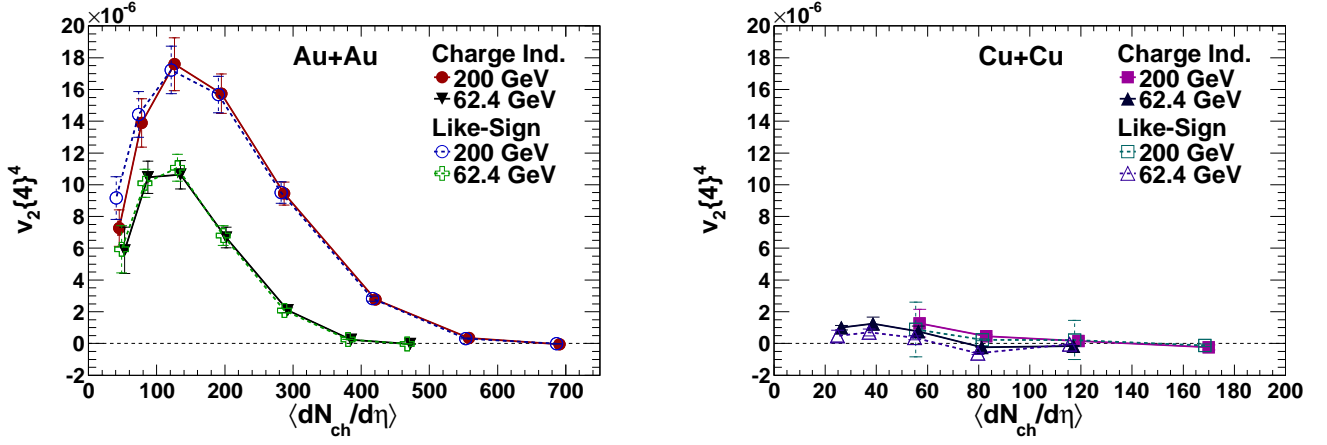 ×10⁻⁶
20
18
16
14
12
10
8
6
4
2
0
-2
v₂{4}⁴
Au+Au
Charge Ind.
200 GeV
62.4 GeV
Like-Sign
200 GeV
62.4 GeV
0 100 200 300 400 500 600 700
⟨dN_ch/dη⟩
×10⁻⁶
20
18
16
14
12
10
8
6
4
2
0
-2
v₂{4}⁴
Cu+Cu
Charge Ind.
200 GeV
62.4 GeV
Like-Sign
200 GeV
62.4 GeV
0 20 40 60 80 100 120 140 160 180 200
⟨dN_ch/dη⟩